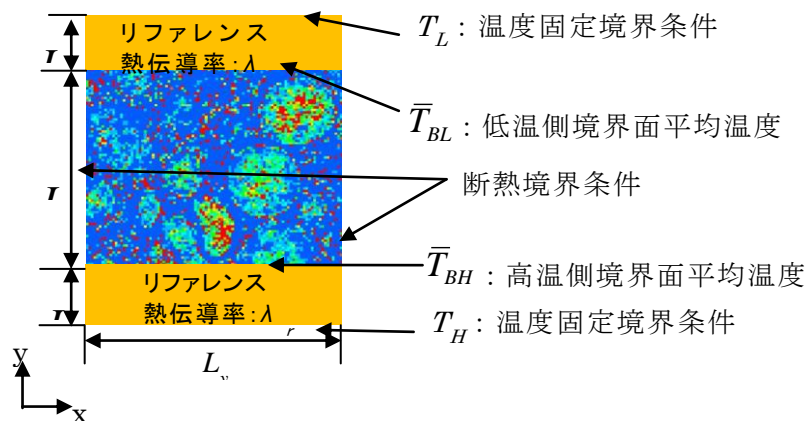 リファレンス
熱伝導率:λ
T_L:温度固定境界条件
T̅_BL:低温側境界面平均温度
断熱境界条件
T̅_BH:高温側境界面平均温度
リファレンス
熱伝導率:λ
r
T_H:温度固定境界条件
L
y
x